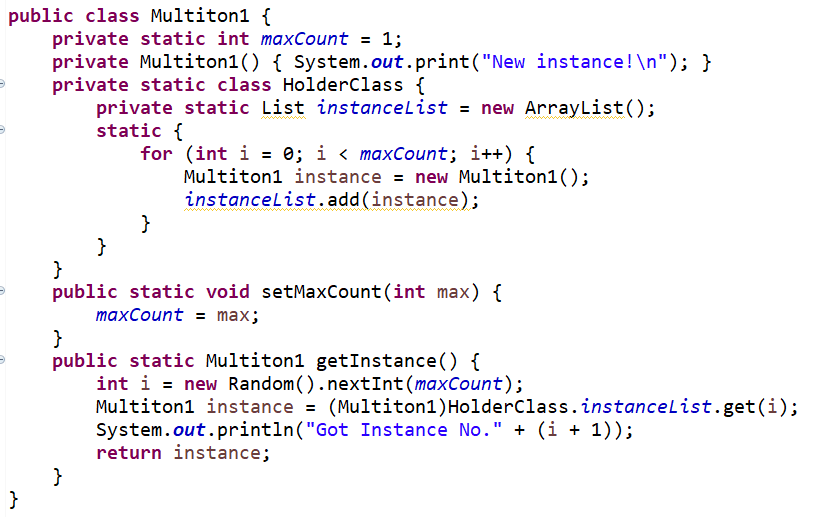 public class Multiton1 {
    private static int maxCount = 1;
    private Multiton1() { System.out.print("New instance!\n"); }
    private static class HolderClass {
        private static List instanceList = new ArrayList();
        static {
            for (int i = 0; i < maxCount; i++) {
                Multiton1 instance = new Multiton1();
                instanceList.add(instance);
            }
        }
    }
    public static void setMaxCount(int max) {
        maxCount = max;
    }
    public static Multiton1 getInstance() {
        int i = new Random().nextInt(maxCount);
        Multiton1 instance = (Multiton1)HolderClass.instanceList.get(i);
        System.out.println("Got Instance No." + (i + 1));
        return instance;
    }
}